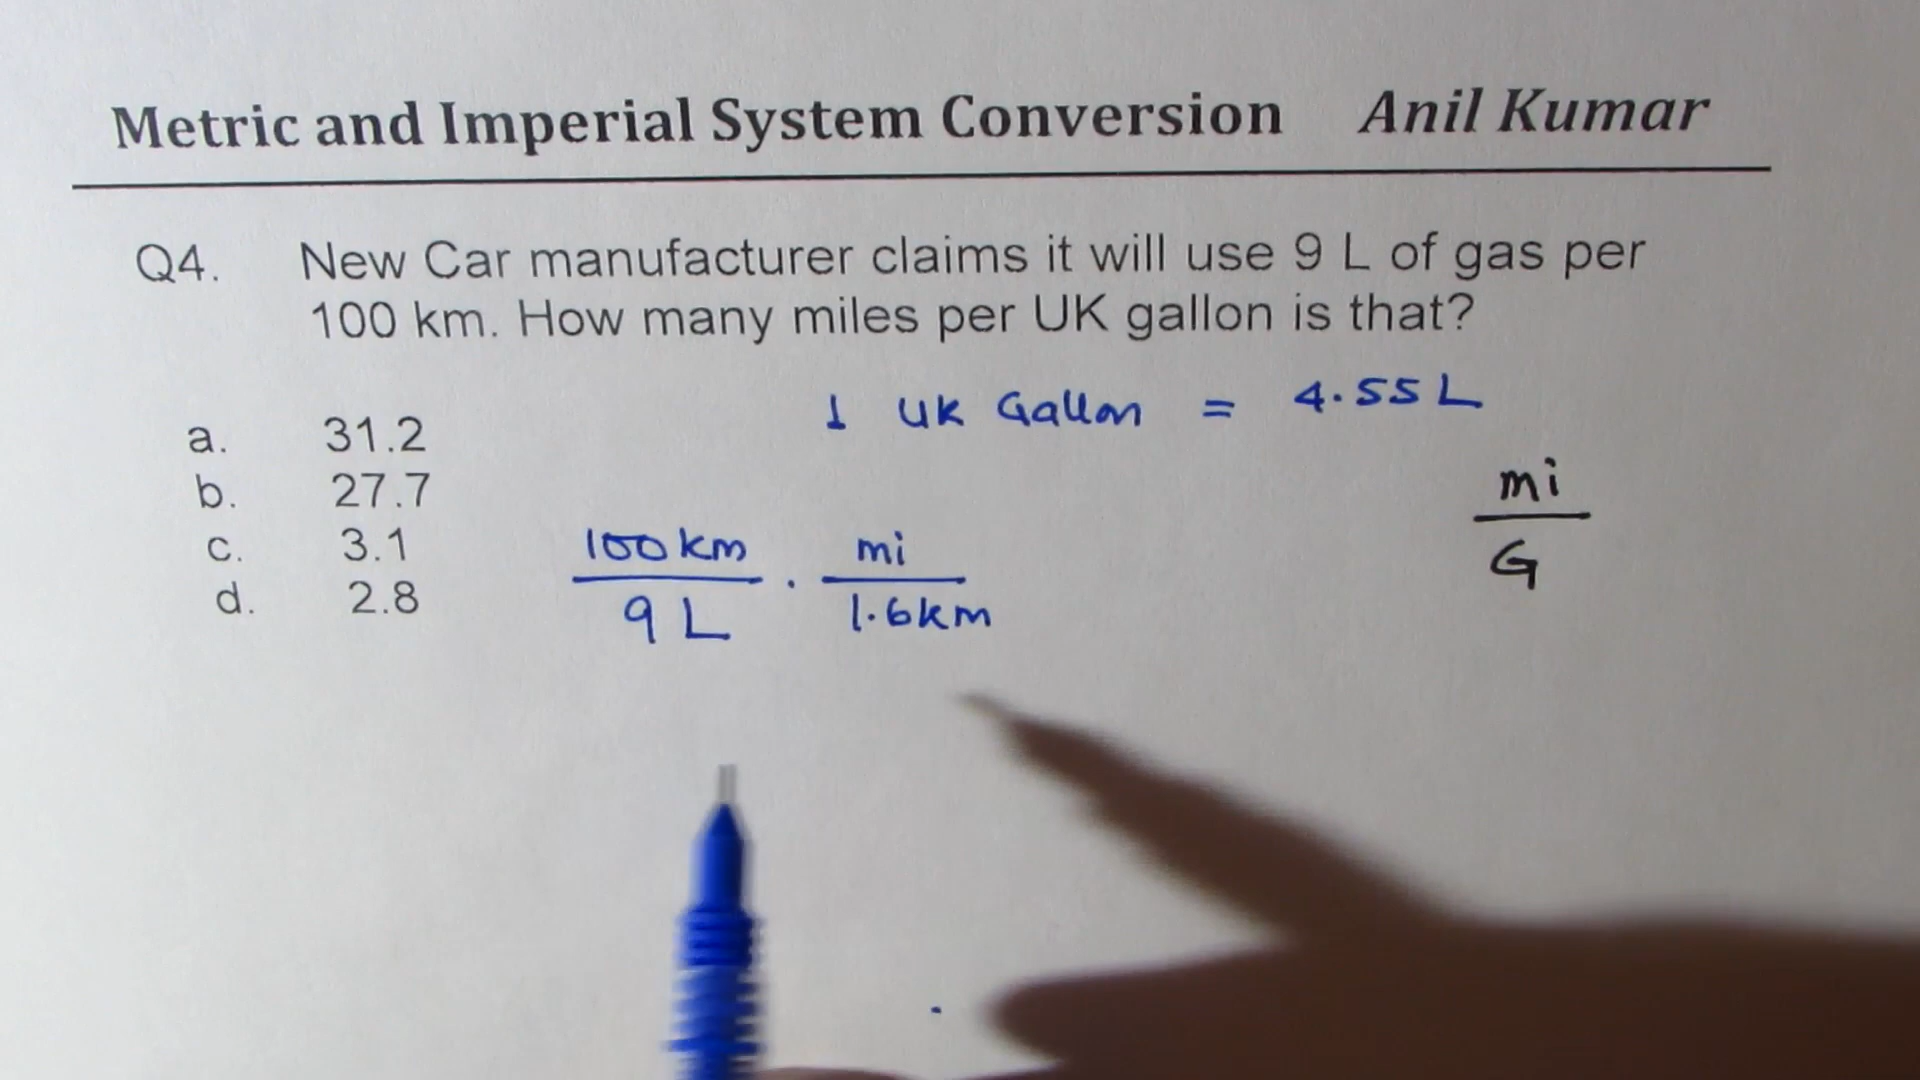 Metric and Imperial System Conversion Anil Kumar
Q4. New Car manufacturer claims it will use 9 L of gas per
100 km. How many miles per UK gallon is that?
1 UK Gallon = 4.55 L
a. 31.2
b. 27.7
c. 3.1
d. 2.8
100 km mi
9 L . 1.6km
mi
G